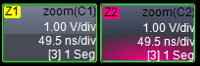 Z1 zoom(C1)
1.00 V/div
49.5 ns/div
[3] 1 Seg
Z2 zoom(C2)
1.00 V/div
49.5 ns/div
[3] 1 Seg